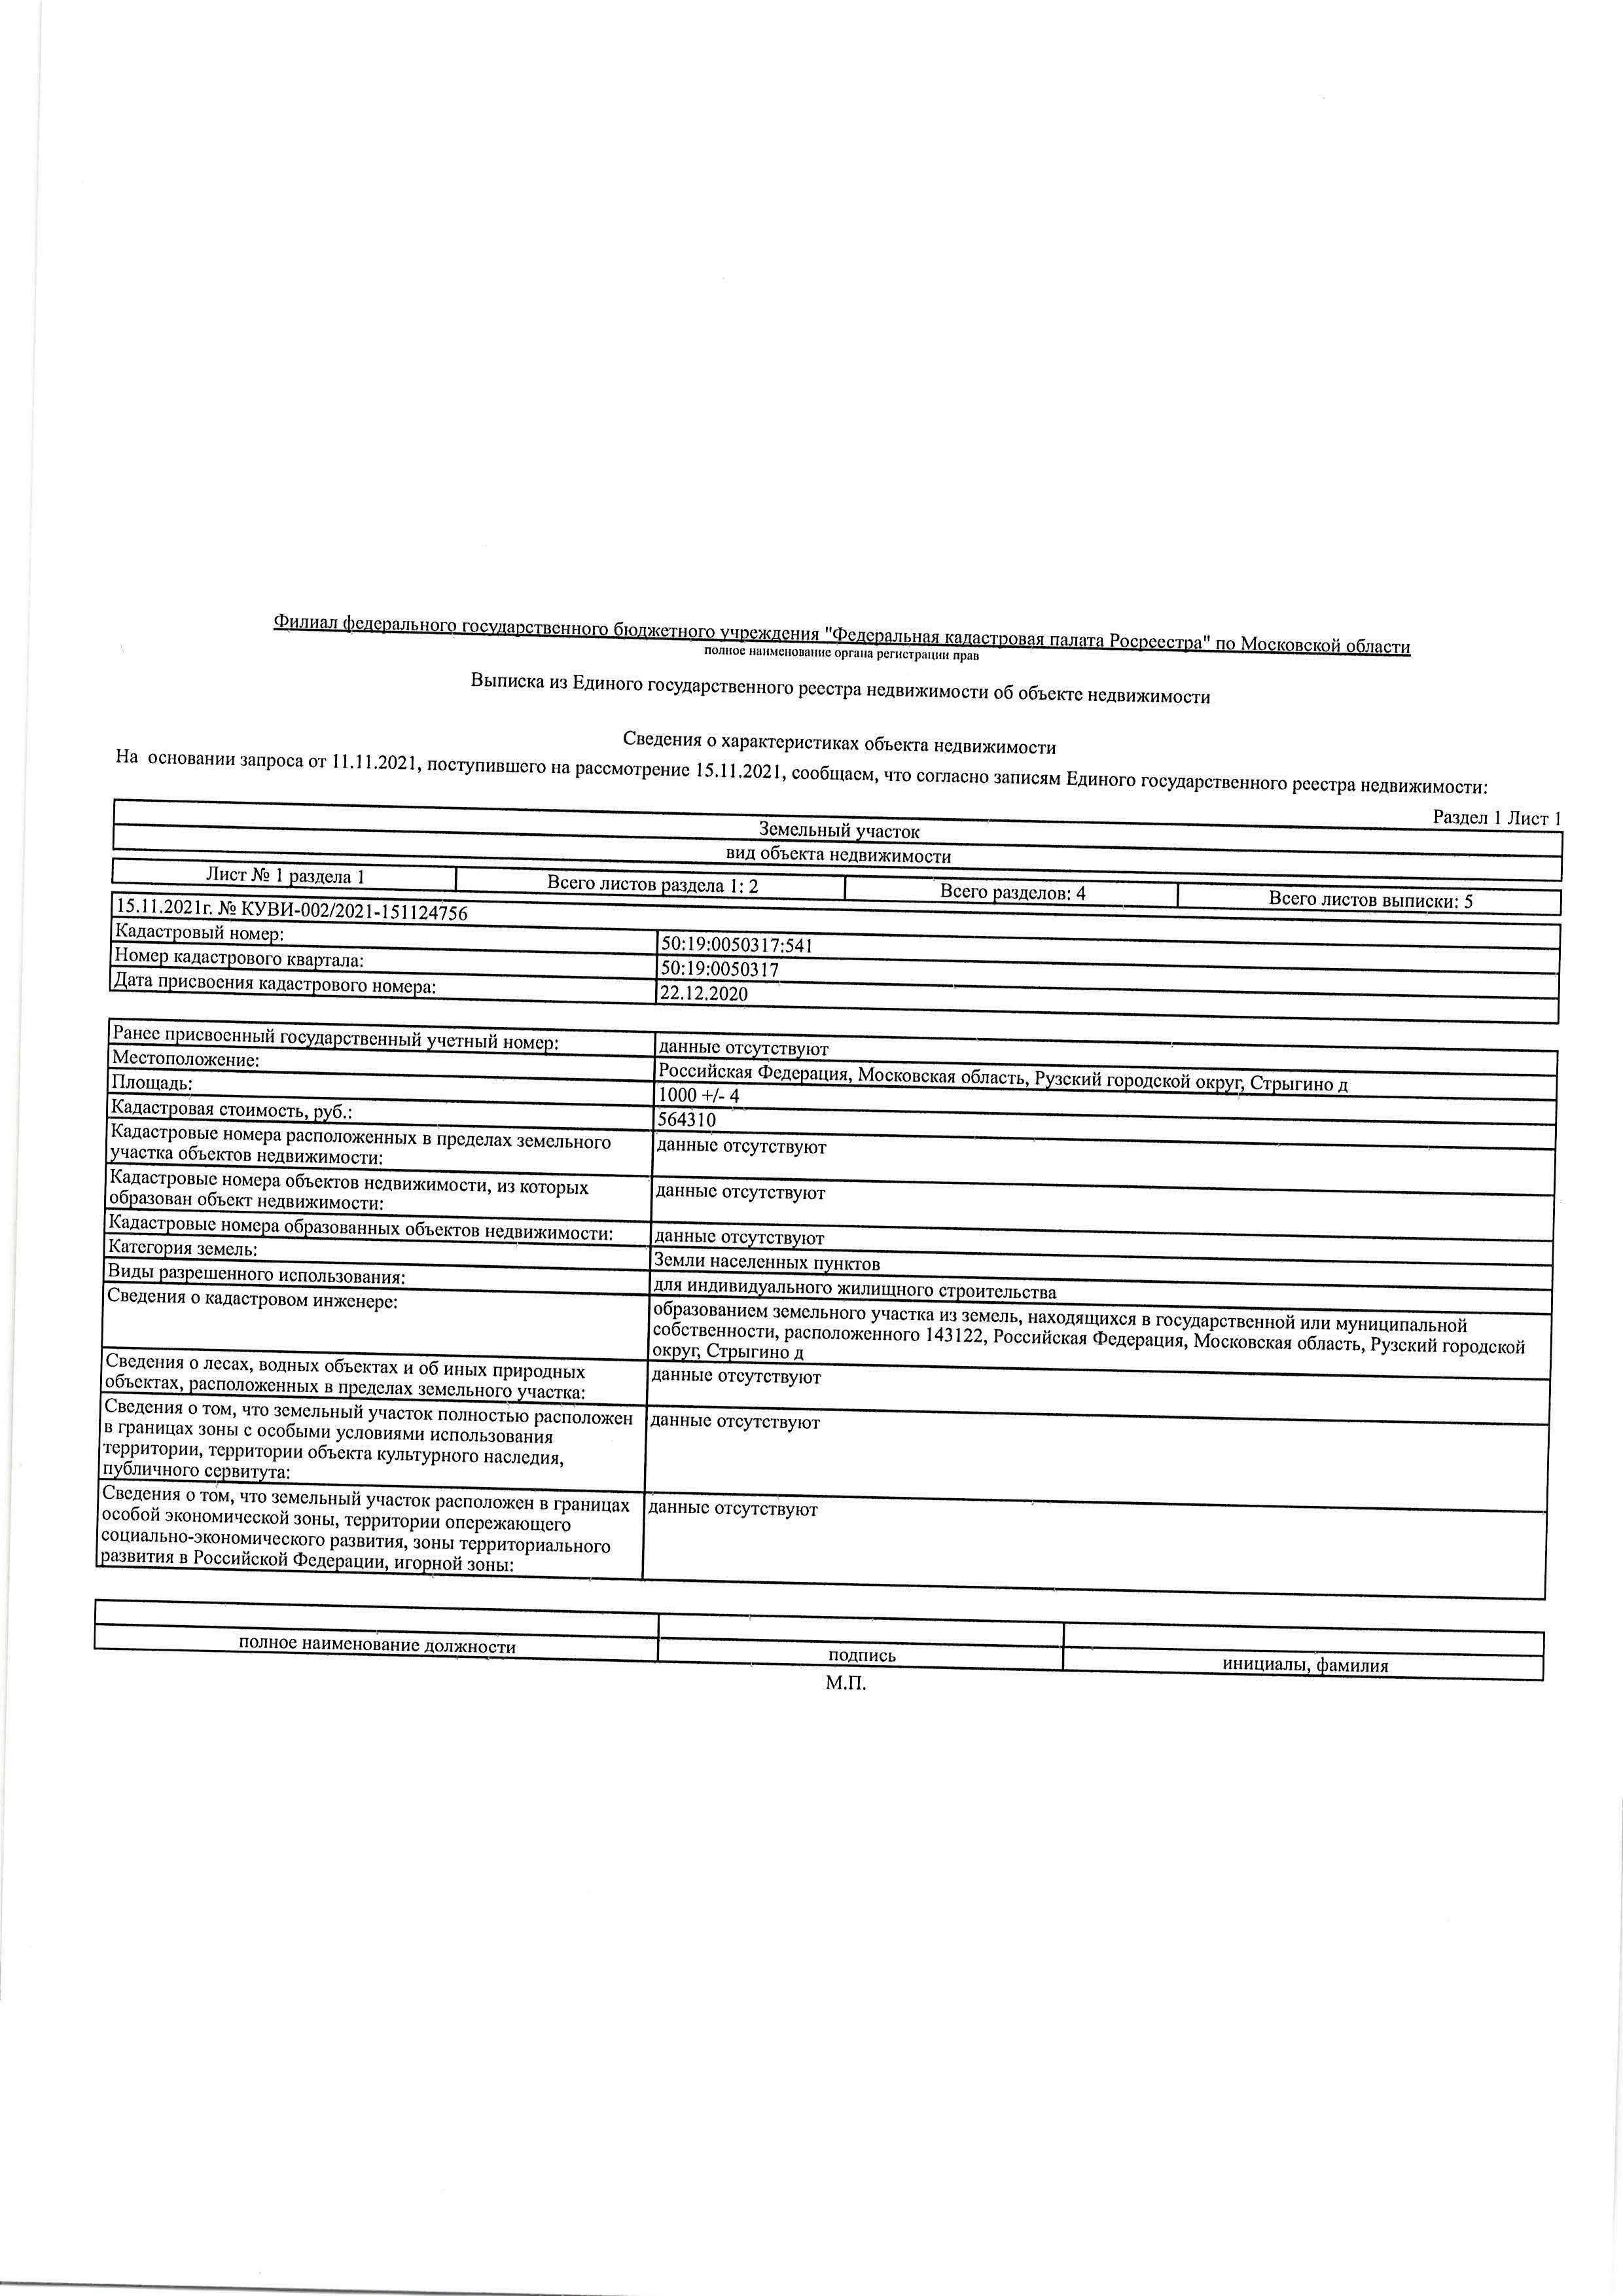 Филиал федерального государственного бюджетного учреждения "Федеральная кадастровая палата Росреестра" по Московской области
полное наименование органа регистрации прав
Выписка из Единого государственного реестра недвижимости об объекте недвижимости
Сведения о характеристиках объекта недвижимости
На основании запроса от 11.11.2021, поступившего на рассмотрение 15.11.2021, сообщаем, что согласно записям Единого государственного реестра недвижимости:
Раздел 1 Лист 1
Земельный участок
вид объекта недвижимости
Лист № 1 раздела 1 Всего листов раздела 1: 2 Всего разделов: 4 Всего листов выписки: 5
15.11.2021г. № КУВИ-002/2021-151124756
Кадастровый номер: 50:19:0050317:541
Номер кадастрового квартала: 50:19:0050317
Дата присвоения кадастрового номера: 22.12.2020
Ранее присвоенный государственный учетный номер: данные отсутствуют
Местоположение: Российская Федерация, Московская область, Рузский городской округ, Стрыгино д
Площадь: 1000 +/- 4
Кадастровая стоимость, руб.: 564310
Кадастровые номера расположенных в пределах земельного
участка объектов недвижимости:
данные отсутствуют
Кадастровые номера объектов недвижимости, из которых
образован объект недвижимости:
данные отсутствуют
Кадастровые номера образованных объектов недвижимости: данные отсутствуют
Категория земель: Земли населенных пунктов
Виды разрешенного использования: для индивидуального жилищного строительства
Сведения о кадастровом инженере:
образованием земельного участка из земель, находящихся в государственной или муниципальной
собственности, расположенного 143122, Российская Федерация, Московская область, Рузский городской
округ, Стрыгино д
Сведения о лесах, водных объектах и об иных природных
объектах, расположенных в пределах земельного участка:
данные отсутствуют
Сведения о том, что земельный участок полностью расположен
в границах зоны с особыми условиями использования
территории, территории объекта культурного наследия,
публичного сервитута:
данные отсутствуют
Сведения о том, что земельный участок расположен в границах
особой экономической зоны, территории опережающего
социально-экономического развития, зоны территориального
развития в Российской Федерации, игорной зоны:
данные отсутствуют
полное наименование должности подпись инициалы, фамилия
М.П.